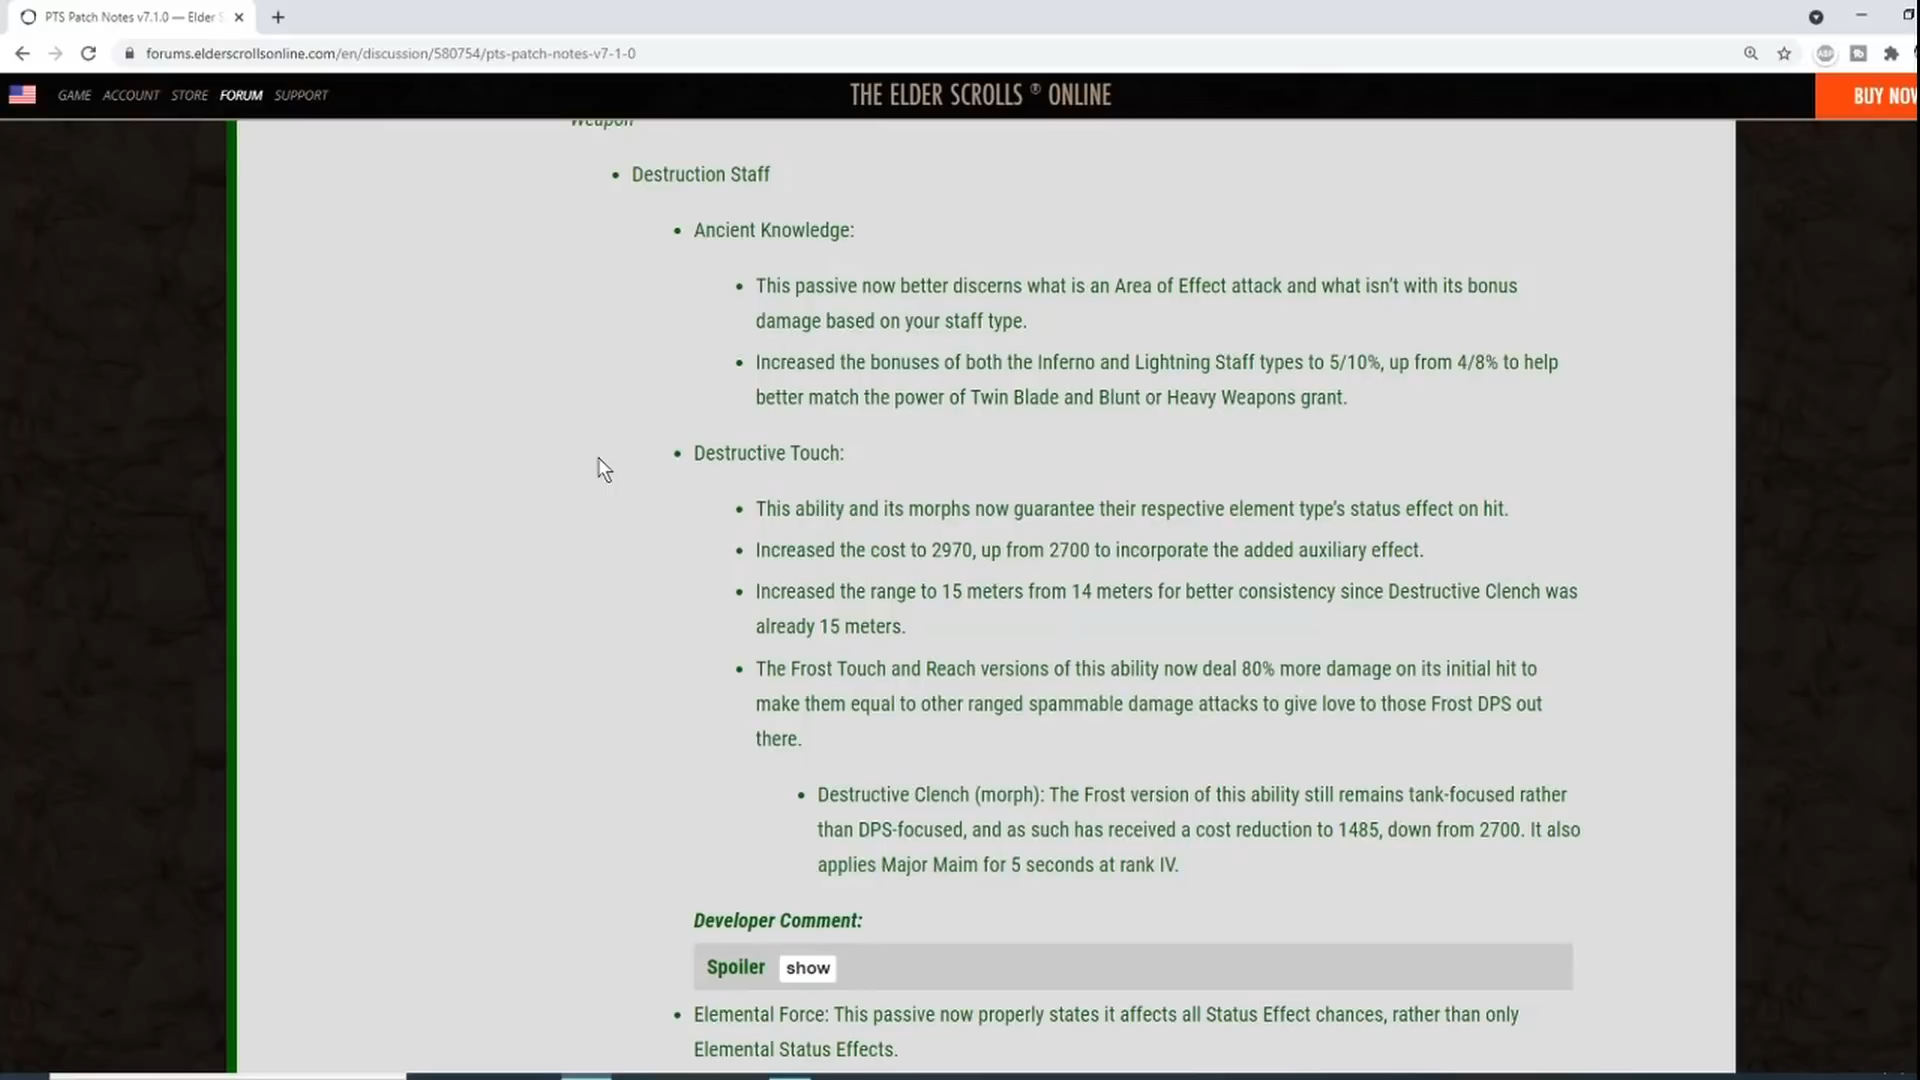 PTS Patch Notes v7.1.0 — Elder S
forums.elderscrollsonline.com/en/discussion/580754/pts-patch-notes-v7-1-0
GAME ACCOUNT STORE FORUM SUPPORT
THE ELDER SCROLLS ® ONLINE
BUY NOW
Weapon
• Destruction Staff
• Ancient Knowledge:
• This passive now better discerns what is an Area of Effect attack and what isn't with its bonus
damage based on your staff type.
• Increased the bonuses of both the Inferno and Lightning Staff types to 5/10%, up from 4/8% to help
better match the power of Twin Blade and Blunt or Heavy Weapons grant.
• Destructive Touch:
• This ability and its morphs now guarantee their respective element type's status effect on hit.
• Increased the cost to 2970, up from 2700 to incorporate the added auxiliary effect.
• Increased the range to 15 meters from 14 meters for better consistency since Destructive Clench was
already 15 meters.
• The Frost Touch and Reach versions of this ability now deal 80% more damage on its initial hit to
make them equal to other ranged spammable damage attacks to give love to those Frost DPS out
there.
• Destructive Clench (morph): The Frost version of this ability still remains tank-focused rather
than DPS-focused, and as such has received a cost reduction to 1485, down from 2700. It also
applies Major Maim for 5 seconds at rank IV.
Developer Comment:
Spoiler show
• Elemental Force: This passive now properly states it affects all Status Effect chances, rather than only
Elemental Status Effects.